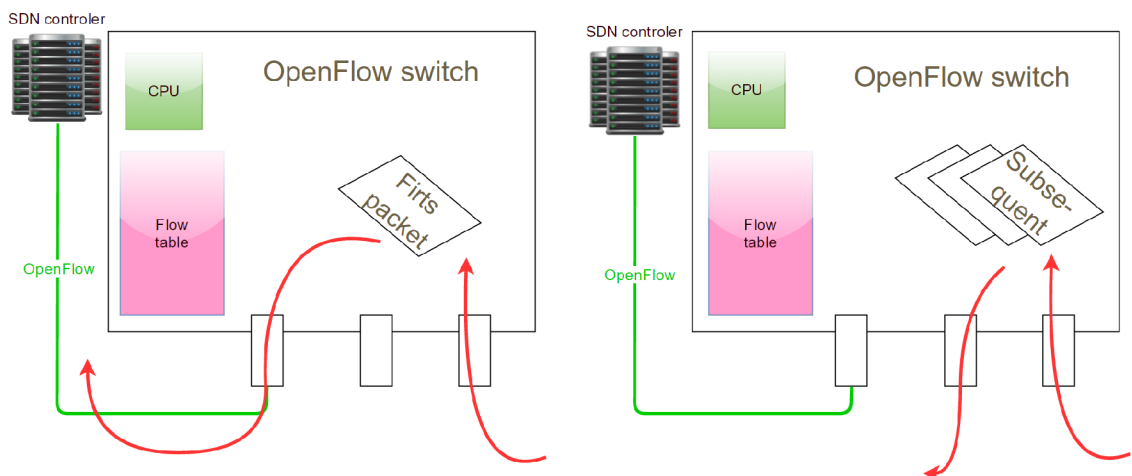 SDN controler
OpenFlow switch
CPU
Firts
packet
Flow
table
OpenFlow
SDN controler
OpenFlow switch
CPU
Subse-
quent
Flow
table
OpenFlow